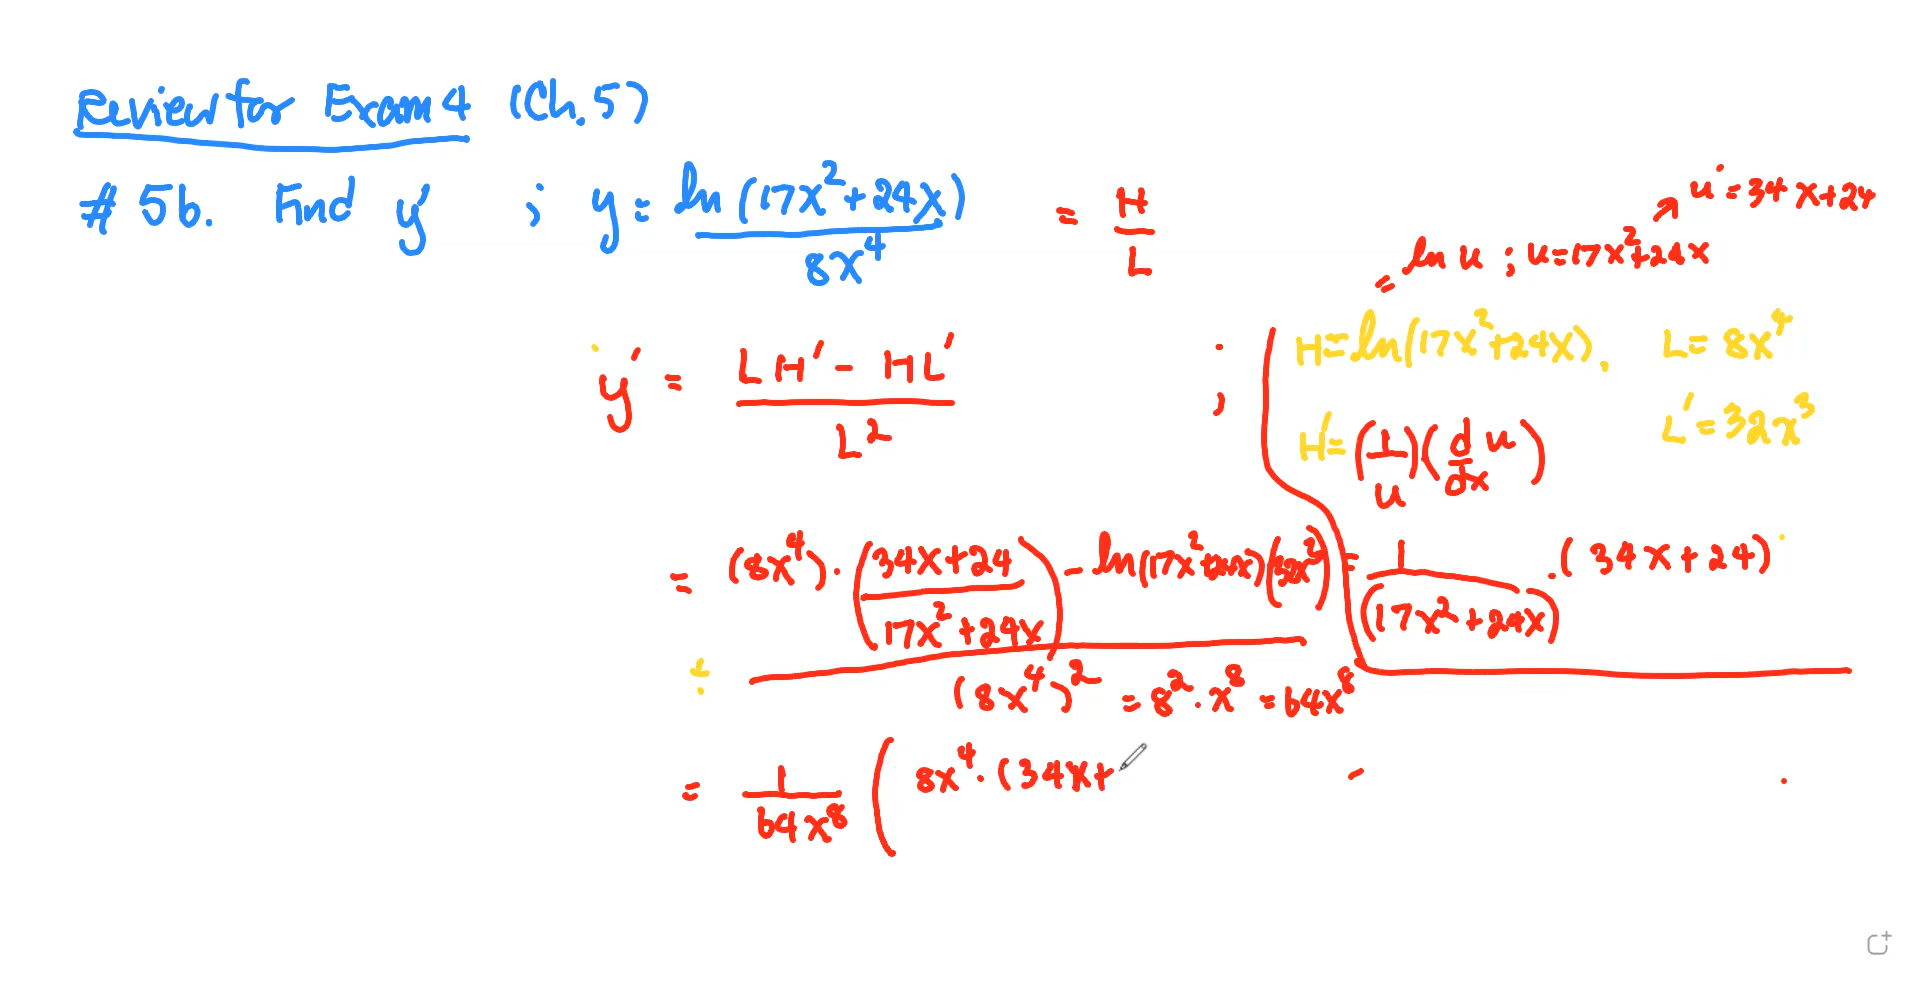 Review for Exam 4 (Ch. 5)
# 5b. Find y' ; y = ln (17x²+24x) / 8x⁴ = H / L
u' = 34x+24
= ln u ; u = 17x²+24x
H = ln(17x²+24x). L = 8x⁴
y' = LH' - HL' / L² ;
H' = (1/u)(d/dx u) L' = 32x³
= (8x⁴) · (34x+24 / 17x²+24x) - ln(17x²+24x)(32x³) / (8x⁴)² = 8² · x⁸ = 64x⁸
= 1 / (17x²+24x) · (34x+24)
= 1 / 64x⁸ ( 8x⁴ · (34x+ -